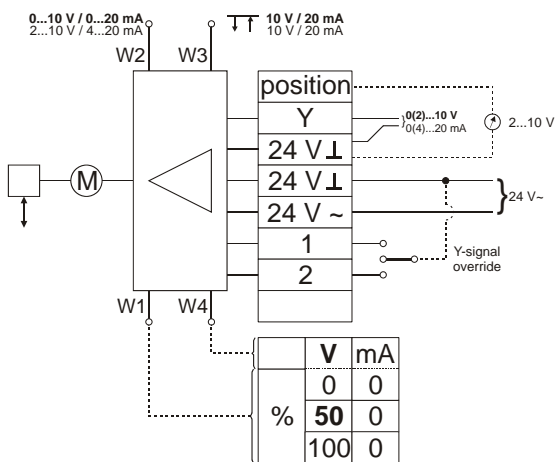 0...10 V / 0...20 mA
2...10 V / 4...20 mA
10 V / 20 mA
10 V / 20 mA
W2
W3
position
Y
}0(2)...10 V
0(4)...20 mA
2...10 V
24 V⊥
M
24 V⊥
24 V ~
}24 V~
1
2
Y-signal
override
W1
W4
V mA
0 0
% 50 0
100 0